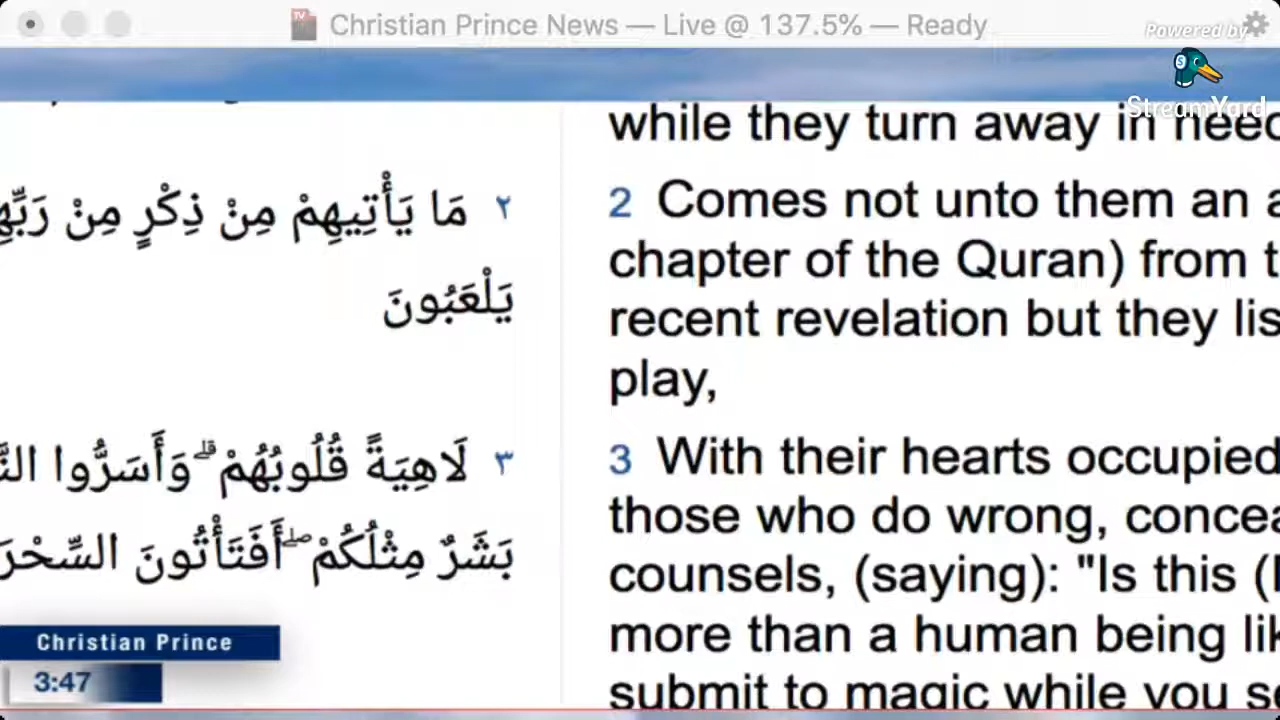 Christian Prince News — Live @ 137.5% — Ready
Powered by
StreamYard
while they turn away in
٢ مَا يَأْتِيهِمْ مِنْ ذِكْرٍ مِنْ
يَلْعَبُونَ
2 Comes not unto them an
chapter of the Quran) from
recent revelation but they
play,
٣ لَاهِيَةً قُلُوبُهُمْ ۗ وَأَسَرُّوا
بَشَرٌ مِثْلُكُمْ ۖ أَفَتَأْتُونَ
3 With their hearts occupied
those who do wrong,
counsels, (saying): "Is this
more than a human being
submit to magic while you
Christian Prince
3:47